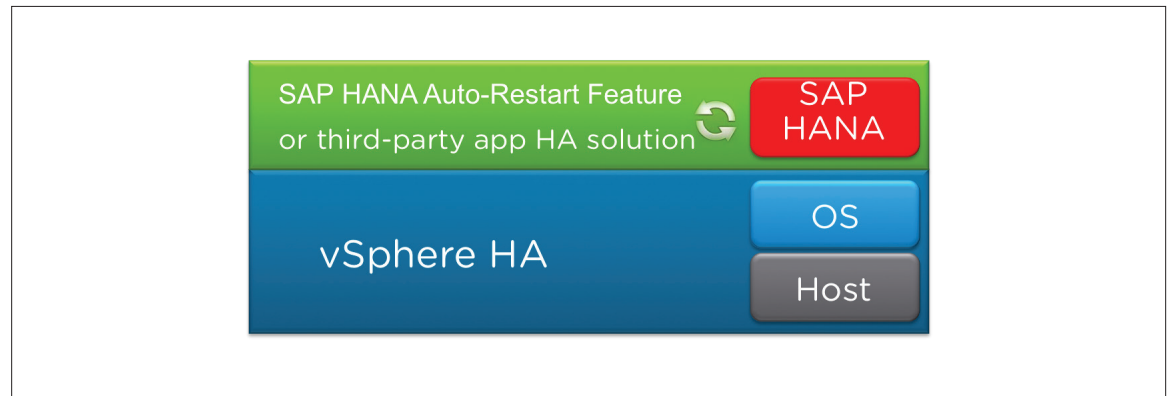 SAP HANA Auto-Restart Feature
or third-party app HA solution
SAP
HANA
vSphere HA
OS
Host